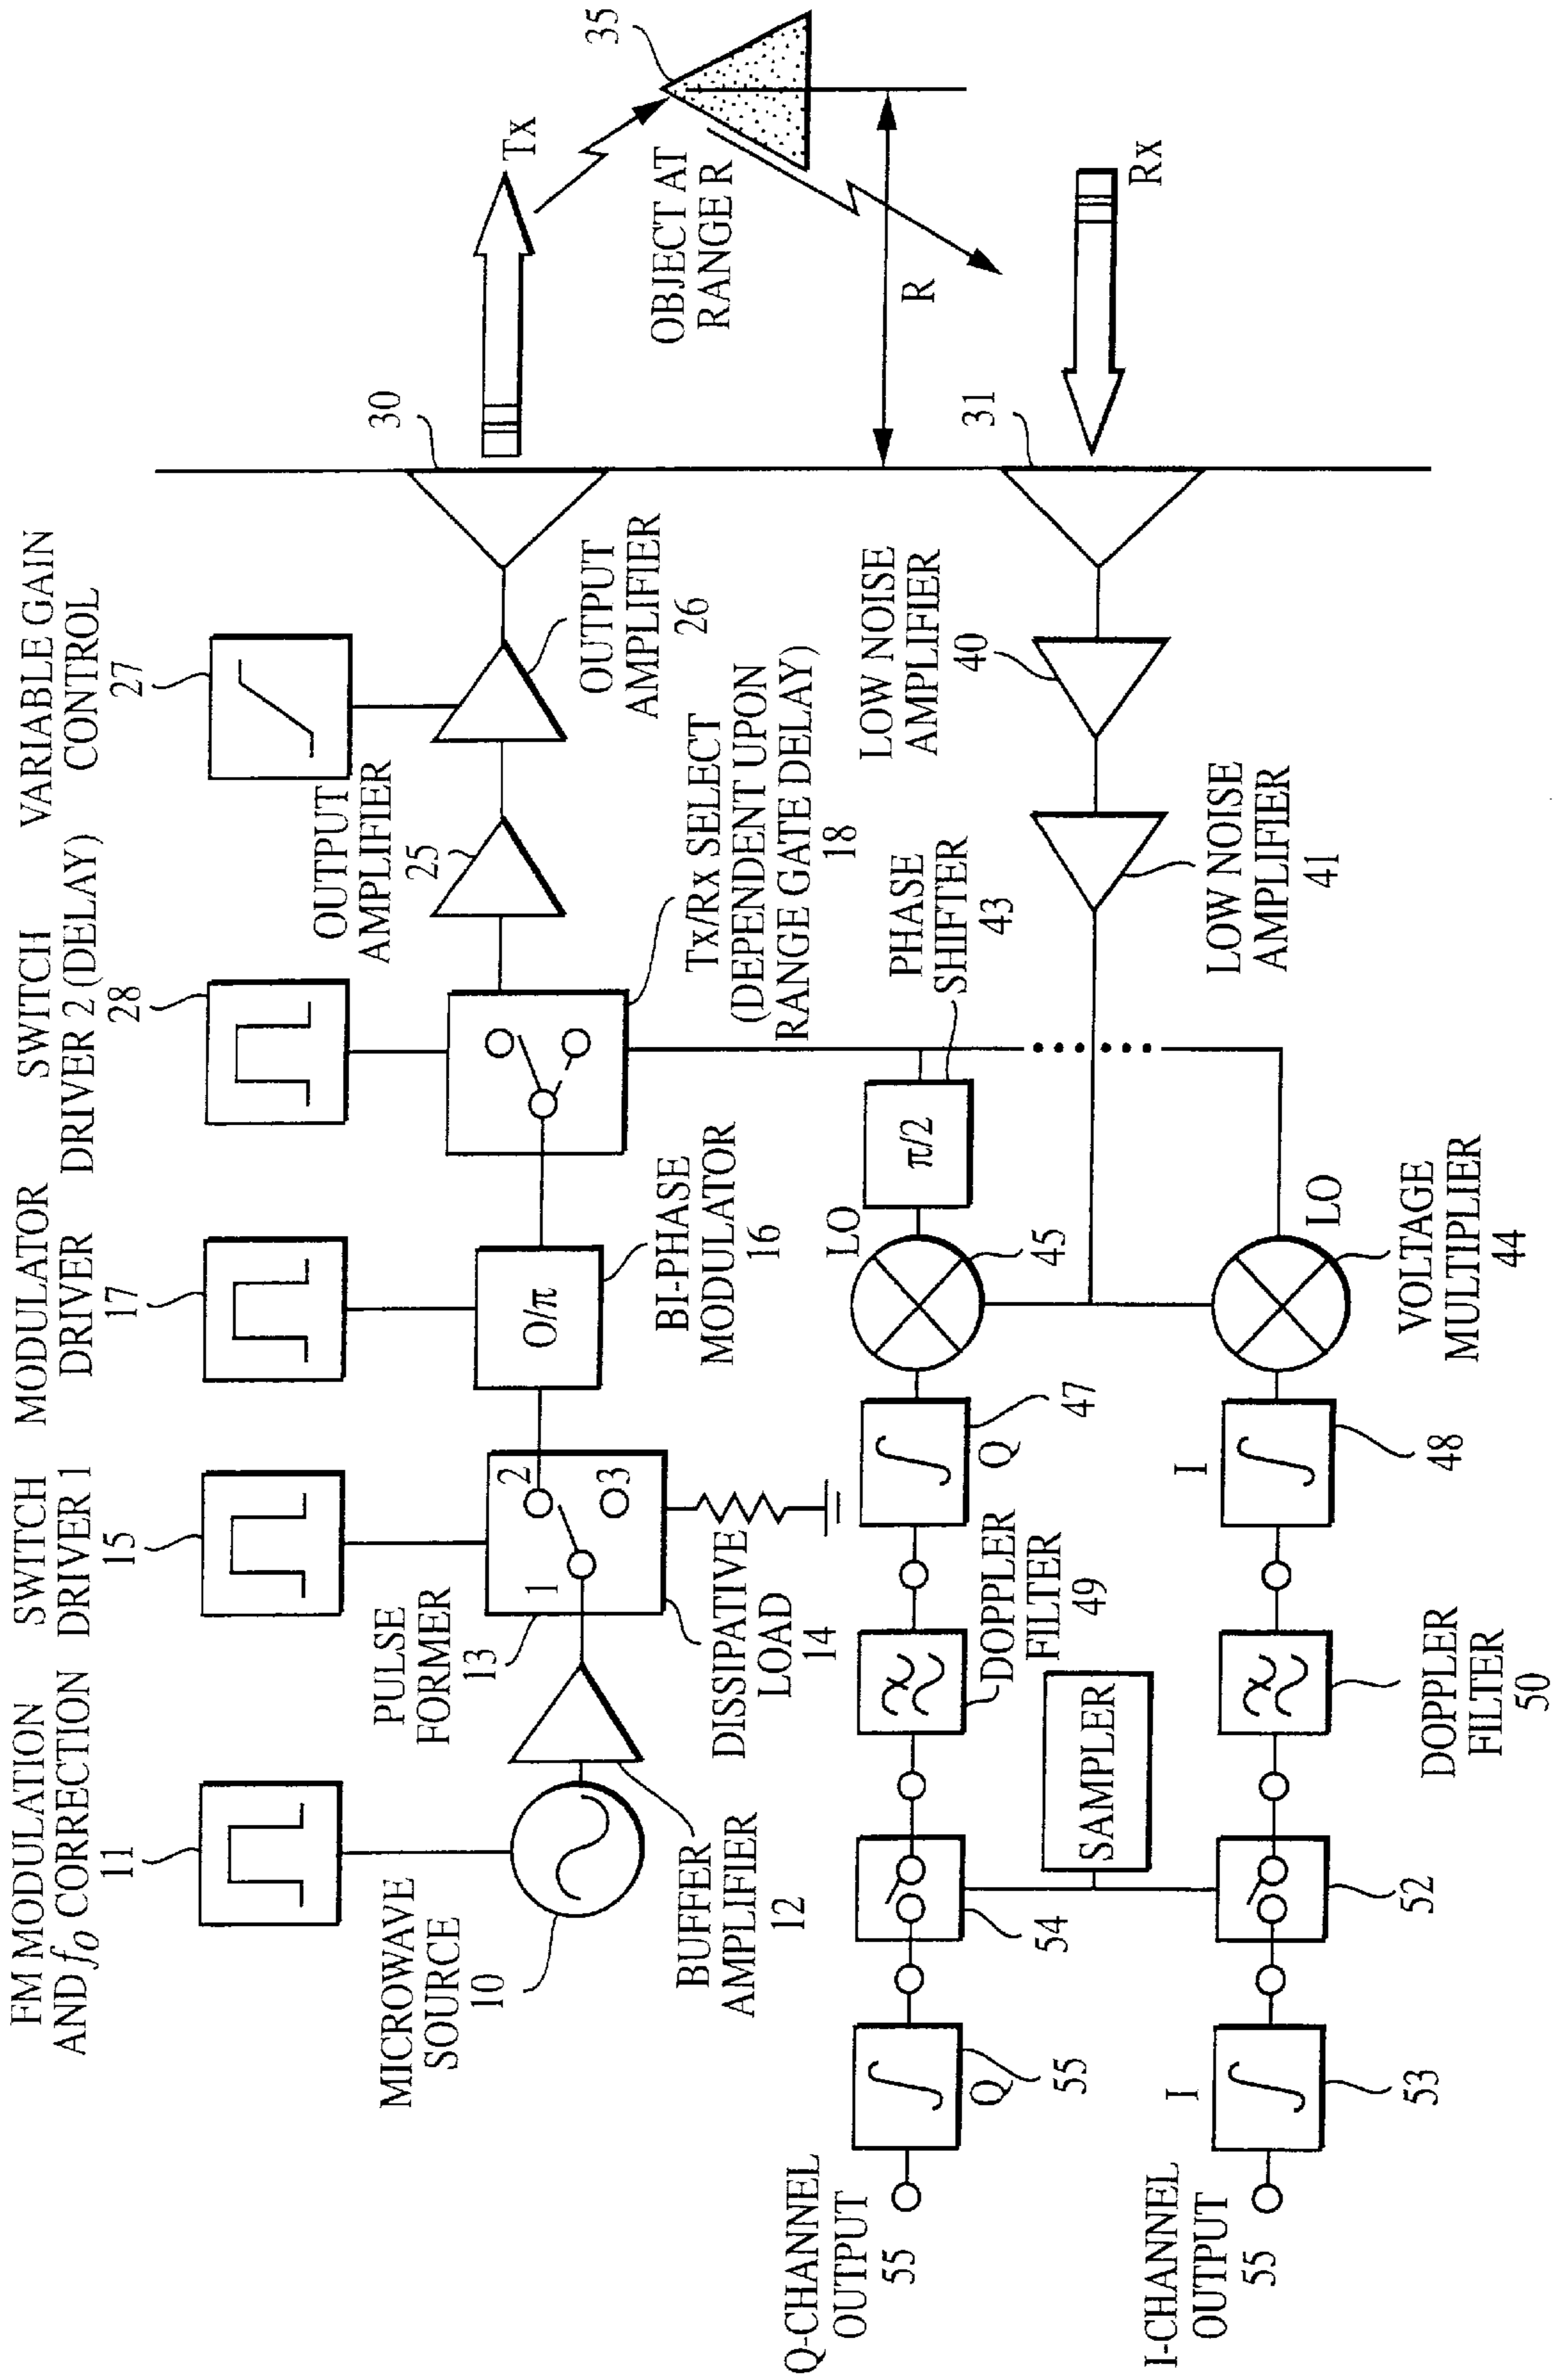 FM MODULATION
AND fo CORRECTION
11
SWITCH
DRIVER 1
15
MODULATOR
DRIVER
17
SWITCH
DRIVER 2 (DELAY)
28
VARIABLE GAIN
CONTROL
27
MICROWAVE
SOURCE
10
PULSE
FORMER
13
1
2
3
O/π
OUTPUT
AMPLIFIER
25
30
Tx
35
BUFFER
AMPLIFIER
12
DISSIPATIVE
LOAD
14
BI-PHASE
MODULATOR
16
Tx/Rx SELECT
(DEPENDENT UPON
RANGE GATE DELAY)
18
OUTPUT
AMPLIFIER
26
OBJECT AT
RANGE R
R
Q-CHANNEL
OUTPUT
55
Q
55
54
DOPPLER
FILTER
49
Q
47
LO
45
π/2
PHASE
SHIFTER
43
LOW NOISE
AMPLIFIER
40
31
Rx
SAMPLER
LOW NOISE
AMPLIFIER
41
I-CHANNEL
OUTPUT
55
I
53
52
DOPPLER
FILTER
50
I
48
LO
VOLTAGE
MULTIPLIER
44